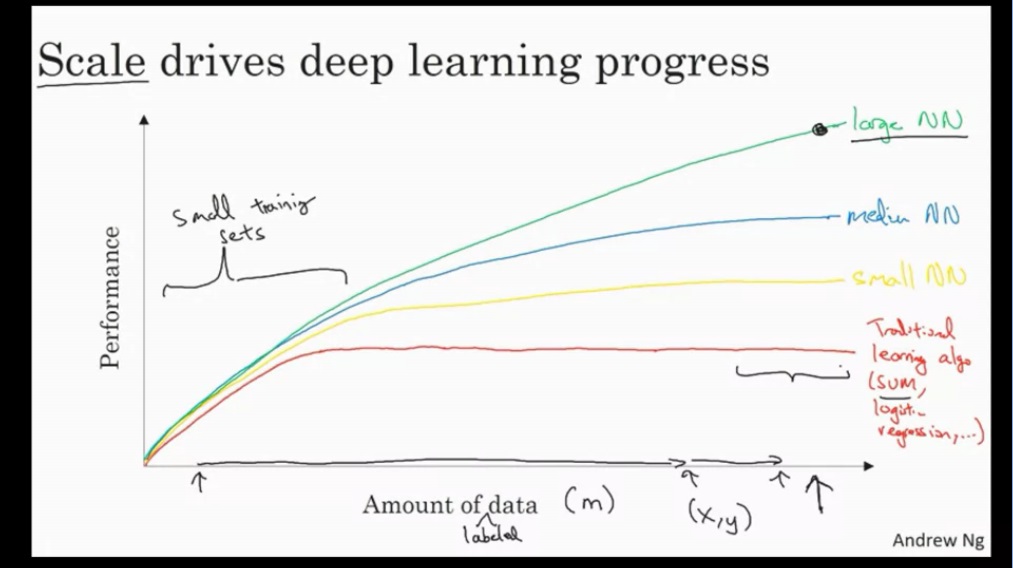 Scale drives deep learning progress
large NN
small training
sets
medium NN
Performance
small NN
Traditional
learning algo
(SVM,
logistic
regression,...)
Amount of data (m)
labeled
(x,y)
Andrew Ng